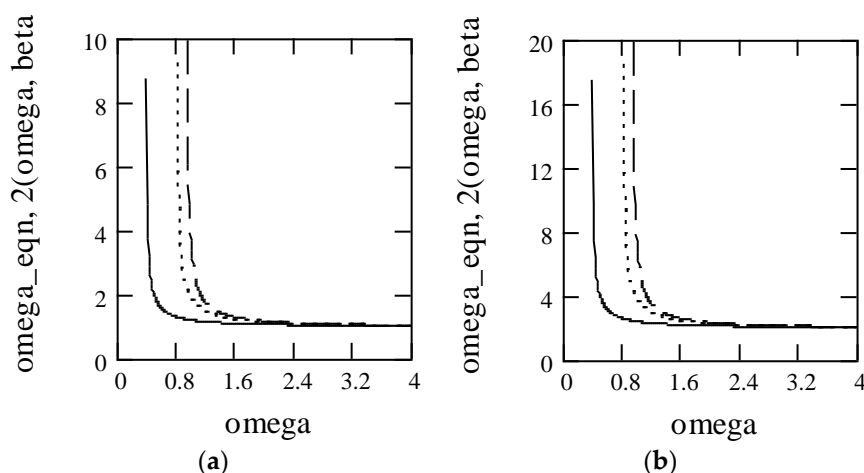 omega_eqn, 2(omega, beta
10
8
6
4
2
0
0 0.8 1.6 2.4 3.2 4
omega
(a)
omega_eqn, 2(omega, beta
20
16
12
8
4
0
0 0.8 1.6 2.4 3.2 4
omega
(b)